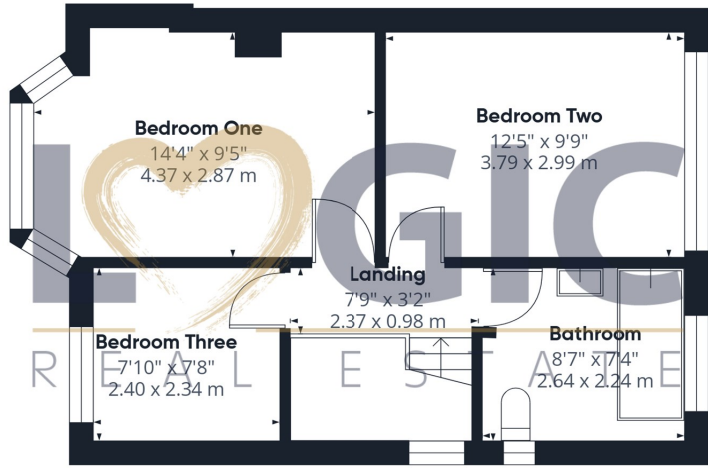 Bedroom One
14'4" x 9'5"
4.37 x 2.87 m
Bedroom Two
12'5" x 9'9"
3.79 x 2.99 m
LOGIC
Landing
7'9" x 3'2"
2.37 x 0.98 m
Bedroom Three
7'10" x 7'8"
2.40 x 2.34 m
Bathroom
8'7" x 7'4"
2.64 x 2.24 m
REAL ESTATE